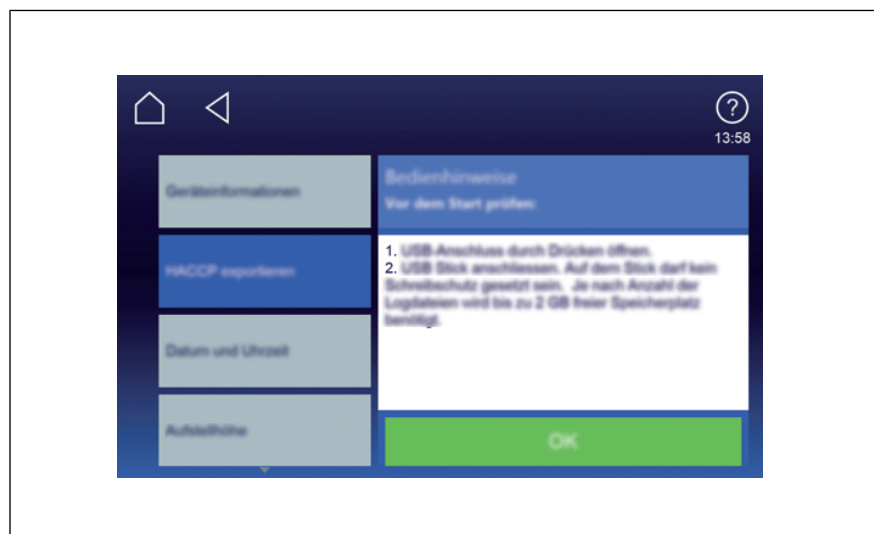 ?
13:58
Geräteinformationen
Bedienhinweise
Vor dem Start prüfen:
HACCP exportieren
1. USB-Anschluss durch Drücken öffnen.
2. USB Stick anschliessen. Auf dem Stick darf kein
Schreibschutz gesetzt sein. Je nach Anzahl der
Logdateien wird bis zu 2 GB freier Speicherplatz
benötigt.
Datum und Uhrzeit
Aufstellhöhe
OK